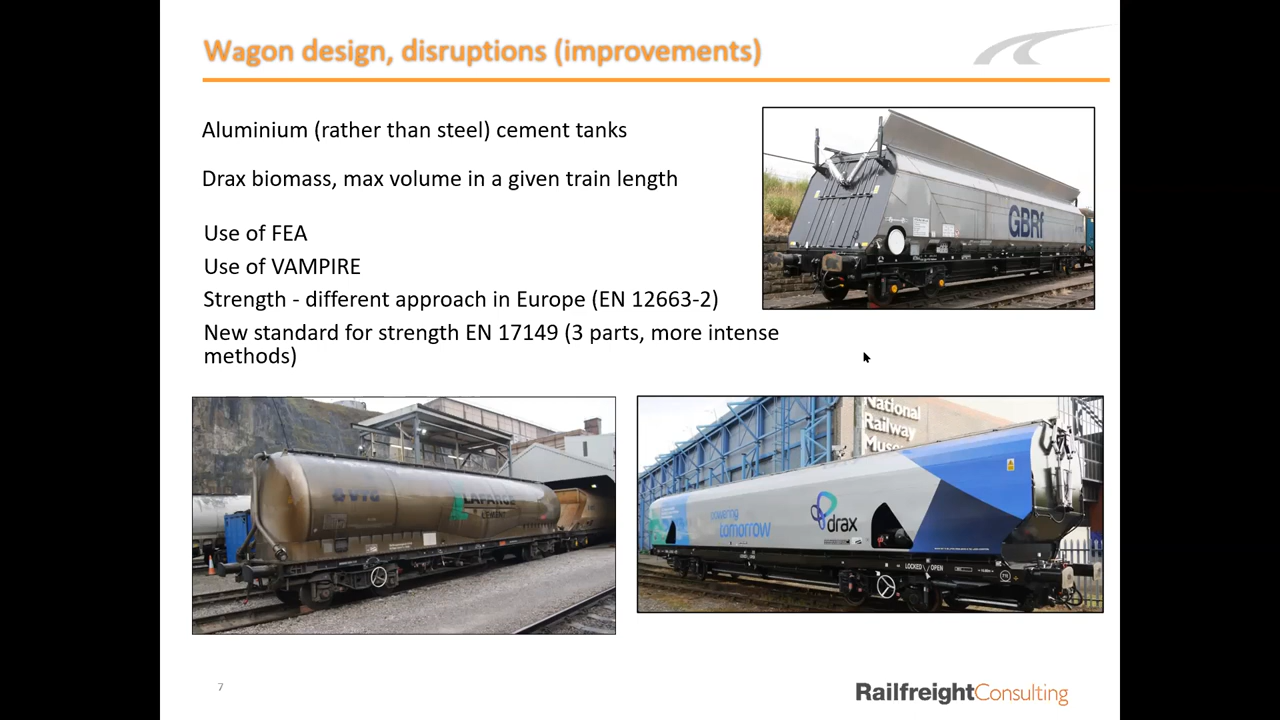 Wagon design, disruptions (improvements)
Aluminium (rather than steel) cement tanks
Drax biomass, max volume in a given train length
Use of FEA
Use of VAMPIRE
Strength - different approach in Europe (EN 12663-2)
New standard for strength EN 17149 (3 parts, more intense
methods)
GBRf
VTG
LAFARGE
CEMENT
National
Railway
powering
tomorrow
drax
LOCKED OPEN
7
RailfreightConsulting